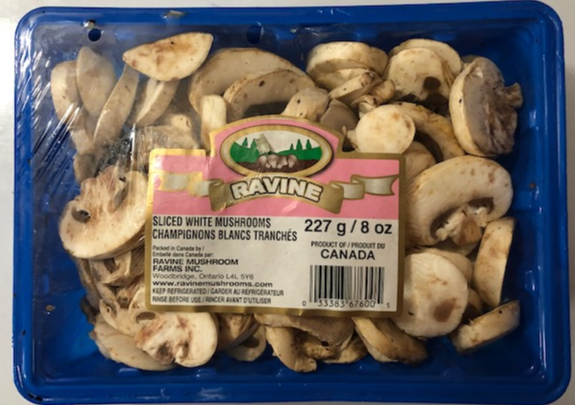 RAVINE
SLICED WHITE MUSHROOMS
CHAMPIGNONS BLANCS TRANCHÉS
227 g / 8 oz
Packed in Canada by /
Emballé dans Canada par:
RAVINE MUSHROOM
FARMS INC.
Woodbridge, Ontario L4L 5Y6
www.ravinemushrooms.com
KEEP REFRIGERATED / GARDER AU RÉFRIGÉRATEUR
RINSE BEFORE USE / RINCER AVANT D'UTILISER
PRODUCT OF / PRODUIT DU
CANADA
0 33383 67600 5